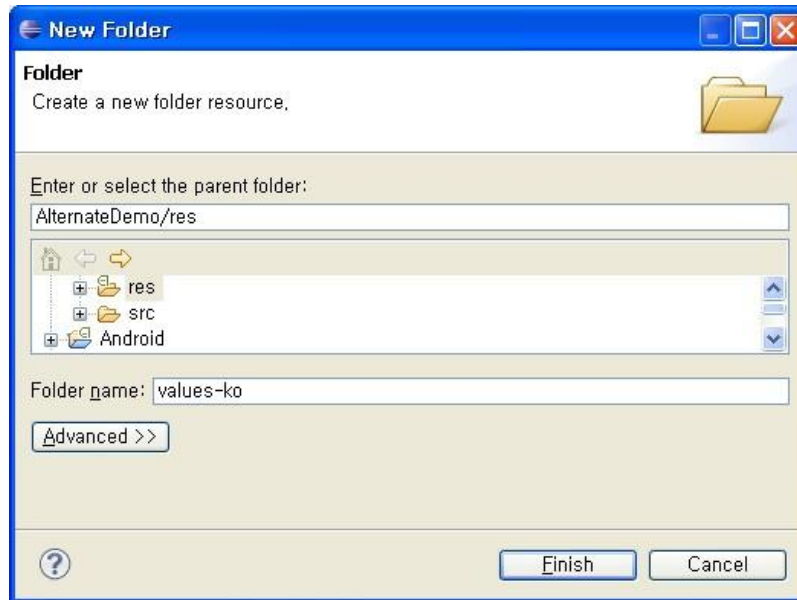 New Folder
Folder
Create a new folder resource.
Enter or select the parent folder:
AlternateDemo/res
res
src
Android
Folder name: values-ko
Advanced >>
Finish Cancel